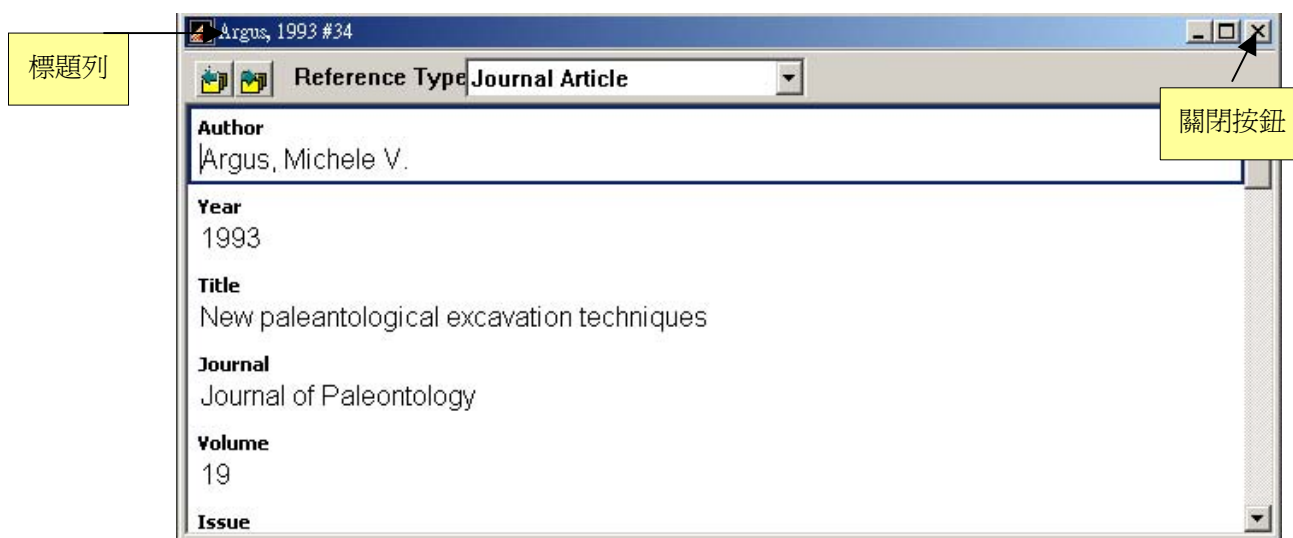 Argus, 1993 #34
標題列
Reference Type Journal Article
關閉按鈕
Author
Argus, Michele V.
Year
1993
Title
New paleantological excavation techniques
Journal
Journal of Paleontology
Volume
19
Issue